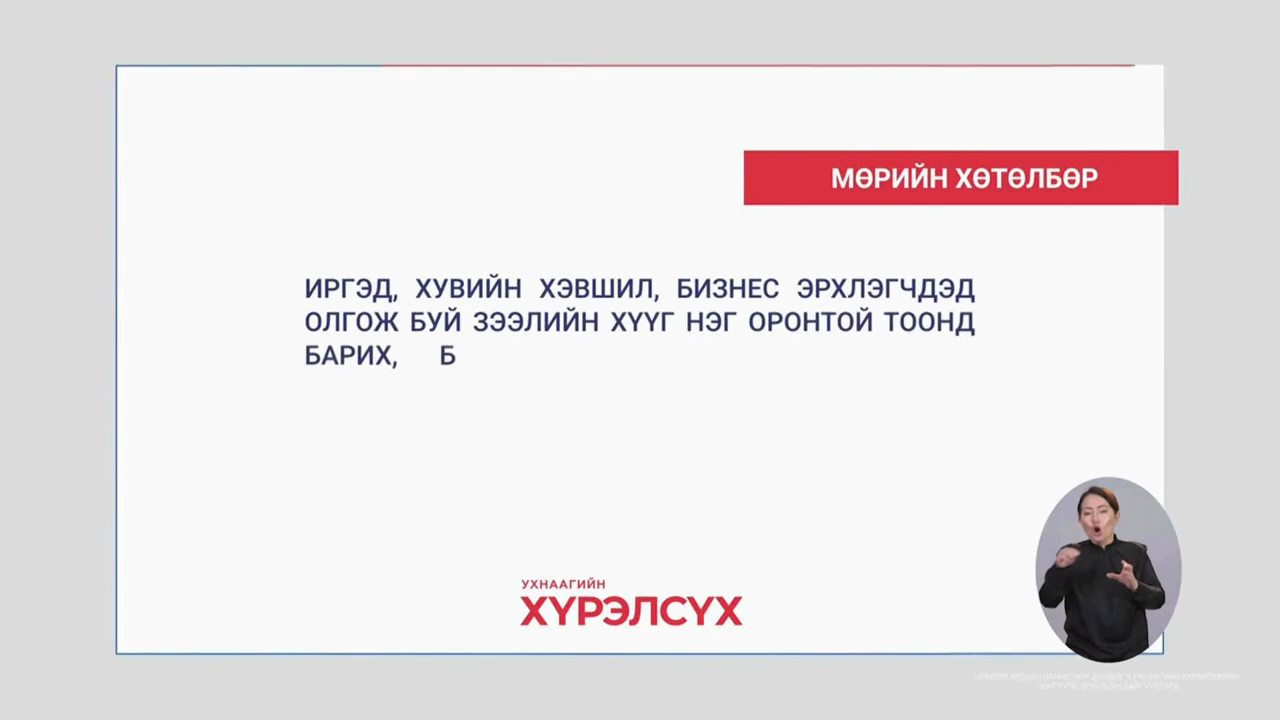 МӨРИЙН ХӨТӨЛБӨР
ИРГЭД, ХУВИЙН ХЭВШИЛ, БИЗНЕС ЭРХЛЭГЧДЭД
ОЛГОЖ БУЙ ЗЭЭЛИЙН ХҮҮГ НЭГ ОРОНТОЙ ТООНД
БАРИХ, Б
УХНААГИЙН
ХҮРЭЛСҮХ